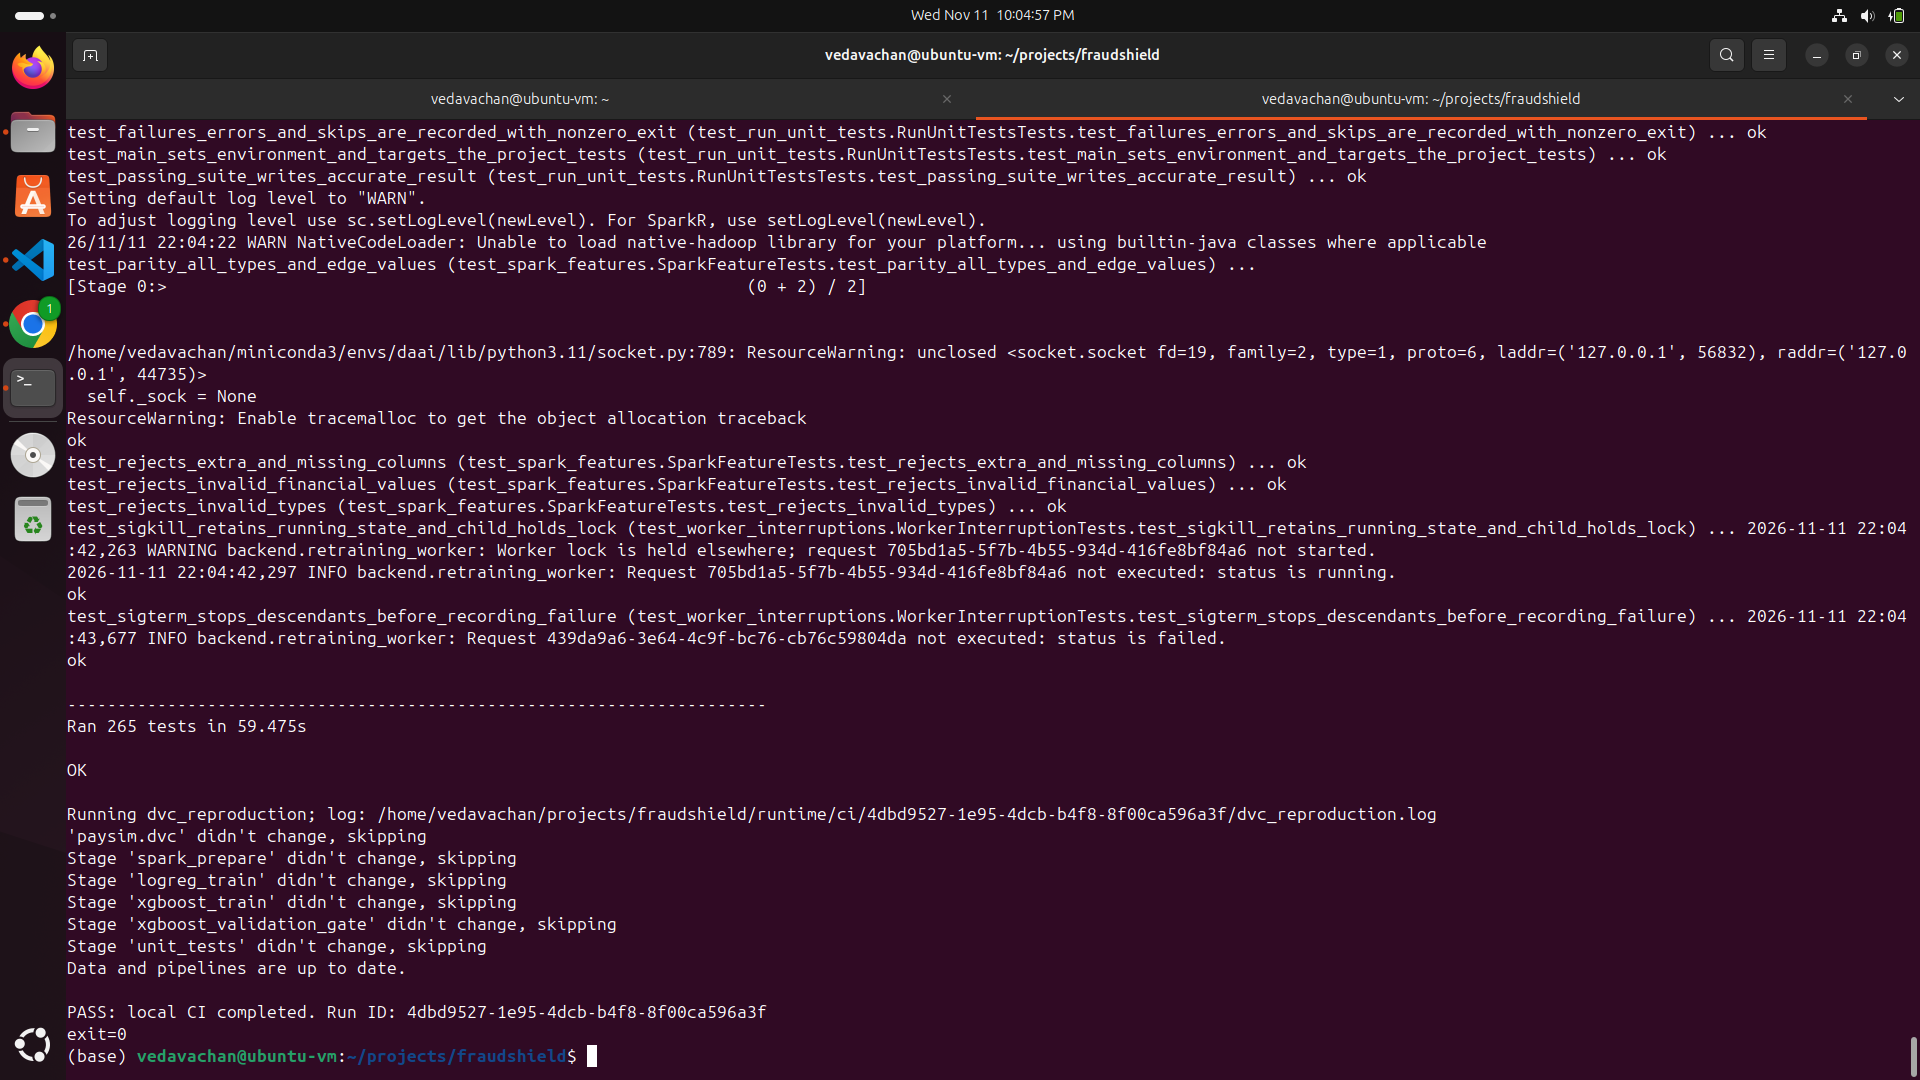 Wed Nov 11  10:04:57 PM
vedavachan@ubuntu-vm: ~/projects/fraudshield
vedavachan@ubuntu-vm: ~
vedavachan@ubuntu-vm: ~/projects/fraudshield
test_failures_errors_and_skips_are_recorded_with_nonzero_exit (test_run_unit_tests.RunUnitTestsTests.test_failures_errors_and_skips_are_recorded_with_nonzero_exit) ... ok
test_main_sets_environment_and_targets_the_project_tests (test_run_unit_tests.RunUnitTestsTests.test_main_sets_environment_and_targets_the_project_tests) ... ok
test_passing_suite_writes_accurate_result (test_run_unit_tests.RunUnitTestsTests.test_passing_suite_writes_accurate_result) ... ok
Setting default log level to "WARN".
To adjust logging level use sc.setLogLevel(newLevel). For SparkR, use setLogLevel(newLevel).
26/11/11 22:04:22 WARN NativeCodeLoader: Unable to load native-hadoop library for your platform... using builtin-java classes where applicable
test_parity_all_types_and_edge_values (test_spark_features.SparkFeatureTests.test_parity_all_types_and_edge_values) ...
[Stage 0:>                                                          (0 + 2) / 2]
1
/home/vedavachan/miniconda3/envs/daai/lib/python3.11/socket.py:789: ResourceWarning: unclosed <socket.socket fd=19, family=2, type=1, proto=6, laddr=('127.0.0.1', 56832), raddr=('127.0
.0.1', 44735)>
  self._sock = None
ResourceWarning: Enable tracemalloc to get the object allocation traceback
ok
test_rejects_extra_and_missing_columns (test_spark_features.SparkFeatureTests.test_rejects_extra_and_missing_columns) ... ok
test_rejects_invalid_financial_values (test_spark_features.SparkFeatureTests.test_rejects_invalid_financial_values) ... ok
test_rejects_invalid_types (test_spark_features.SparkFeatureTests.test_rejects_invalid_types) ... ok
test_sigkill_retains_running_state_and_child_holds_lock (test_worker_interruptions.WorkerInterruptionTests.test_sigkill_retains_running_state_and_child_holds_lock) ... 2026-11-11 22:04
:42,263 WARNING backend.retraining_worker: Worker lock is held elsewhere; request 705bd1a5-5f7b-4b55-934d-416fe8bf84a6 not started.
2026-11-11 22:04:42,297 INFO backend.retraining_worker: Request 705bd1a5-5f7b-4b55-934d-416fe8bf84a6 not executed: status is running.
ok
test_sigterm_stops_descendants_before_recording_failure (test_worker_interruptions.WorkerInterruptionTests.test_sigterm_stops_descendants_before_recording_failure) ... 2026-11-11 22:04
:43,677 INFO backend.retraining_worker: Request 439da9a6-3e64-4c9f-bc76-cb76c59804da not executed: status is failed.
ok
----------------------------------------------------------------------
Ran 265 tests in 59.475s
OK
Running dvc_reproduction; log: /home/vedavachan/projects/fraudshield/runtime/ci/4dbd9527-1e95-4dcb-b4f8-8f00ca596a3f/dvc_reproduction.log
'paysim.dvc' didn't change, skipping
Stage 'spark_prepare' didn't change, skipping
Stage 'logreg_train' didn't change, skipping
Stage 'xgboost_train' didn't change, skipping
Stage 'xgboost_validation_gate' didn't change, skipping
Stage 'unit_tests' didn't change, skipping
Data and pipelines are up to date.
PASS: local CI completed. Run ID: 4dbd9527-1e95-4dcb-b4f8-8f00ca596a3f
exit=0
(base) vedavachan@ubuntu-vm:~/projects/fraudshield$